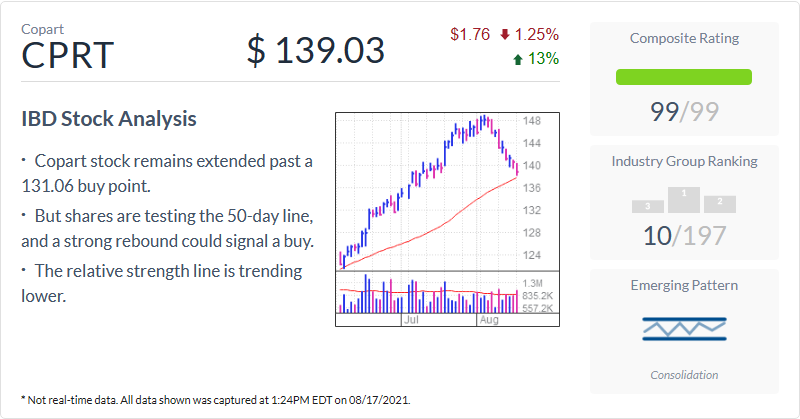 Copart
CPRT
$ 139.03
$1.76 1.25%
13%
IBD Stock Analysis
· Copart stock remains extended past a
131.06 buy point.
· But shares are testing the 50-day line,
and a strong rebound could signal a buy.
· The relative strength line is trending
lower.
148
144
140
136
132
128
124
1.3M
835.2K
557.2K
Jul
Aug
Composite Rating
99/99
Industry Group Ranking
3
1
2
10/197
Emerging Pattern
Consolidation
* Not real-time data. All data shown was captured at 1:24PM EDT on 08/17/2021.